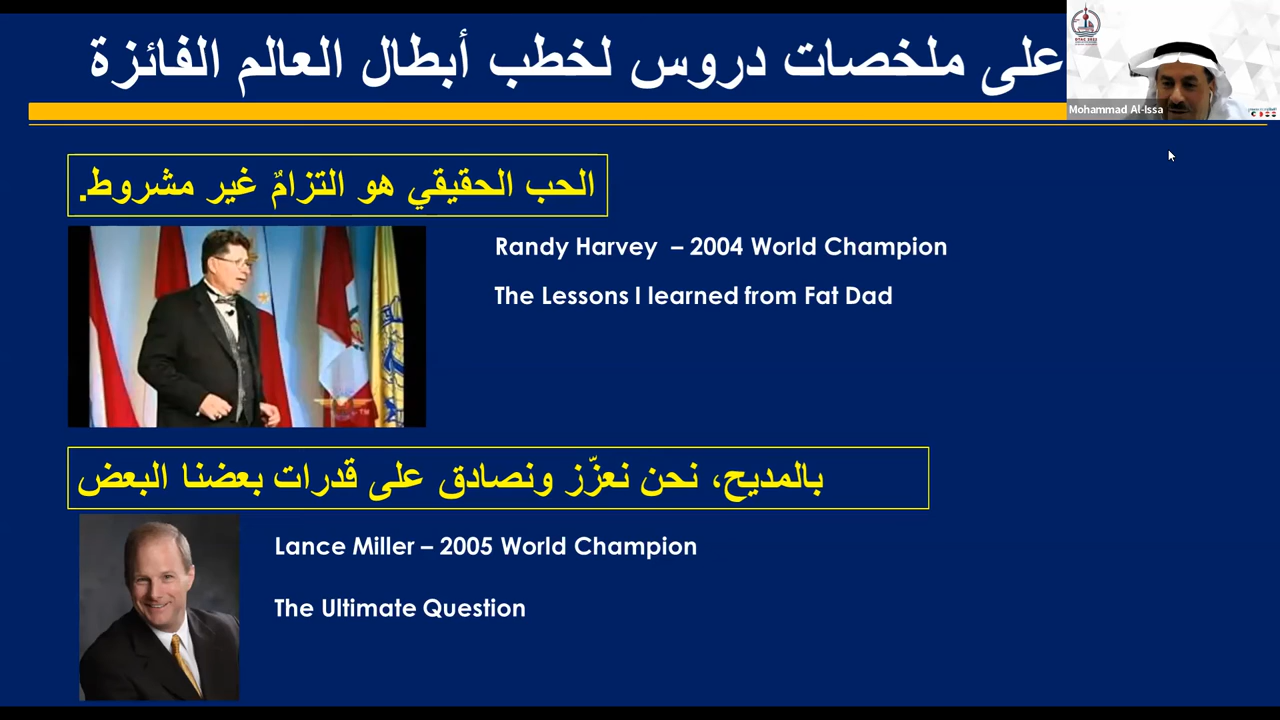 على ملخصات دروس لخطب أبطال العالم الفائزة
DTAC 2022
Mohammad Al-Issa
الحب الحقيقي هو التزامٌ غير مشروط.
Randy Harvey – 2004 World Champion
The Lessons I learned from Fat Dad
بالمديح، نحن نعزّز ونصادق على قدرات بعضنا البعض
Lance Miller – 2005 World Champion
The Ultimate Question